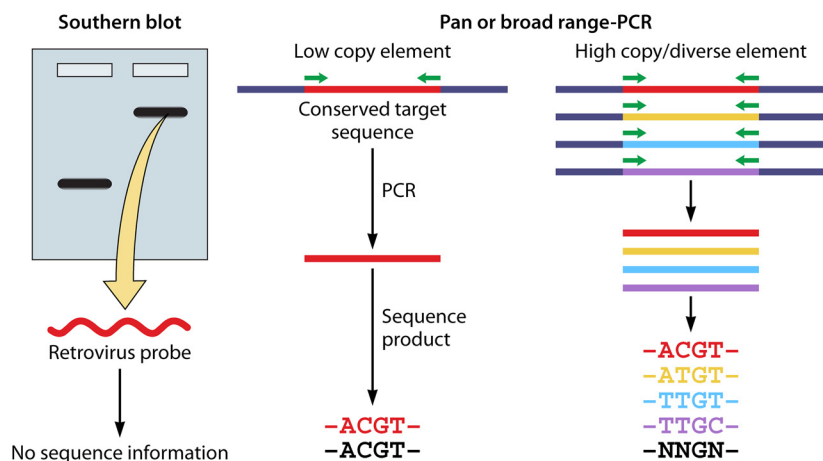 Southern blot
Retrovirus probe
No sequence information
Pan or broad range-PCR
Low copy element
Conserved target
sequence
PCR
Sequence
product
–ACGT–
–ACGT–
High copy/diverse element
–ACGT–
–ATGT–
–TTGT–
–TTGC–
–NNGN–